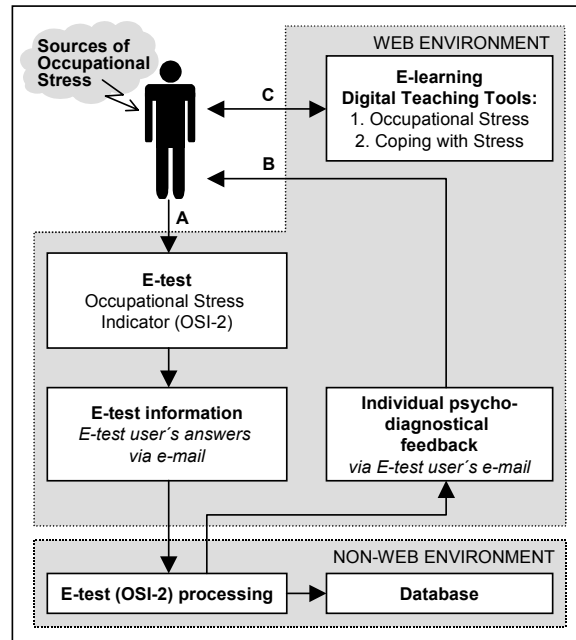 Sources of
Occupational
Stress
WEB ENVIRONMENT
E-learning
Digital Teaching Tools:
1. Occupational Stress
2. Coping with Stress
C
B
A
E-test
Occupational Stress
Indicator (OSI-2)
E-test information
E-test user´s answers
via e-mail
Individual psycho-
diagnostical
feedback
via E-test user´s e-mail
NON-WEB ENVIRONMENT
E-test (OSI-2) processing
Database